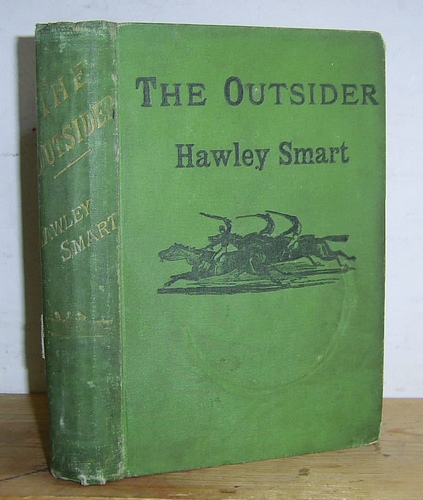 THE OUTSIDER
Hawley Smart
THE
OUTSIDER
HAWLEY
SMART